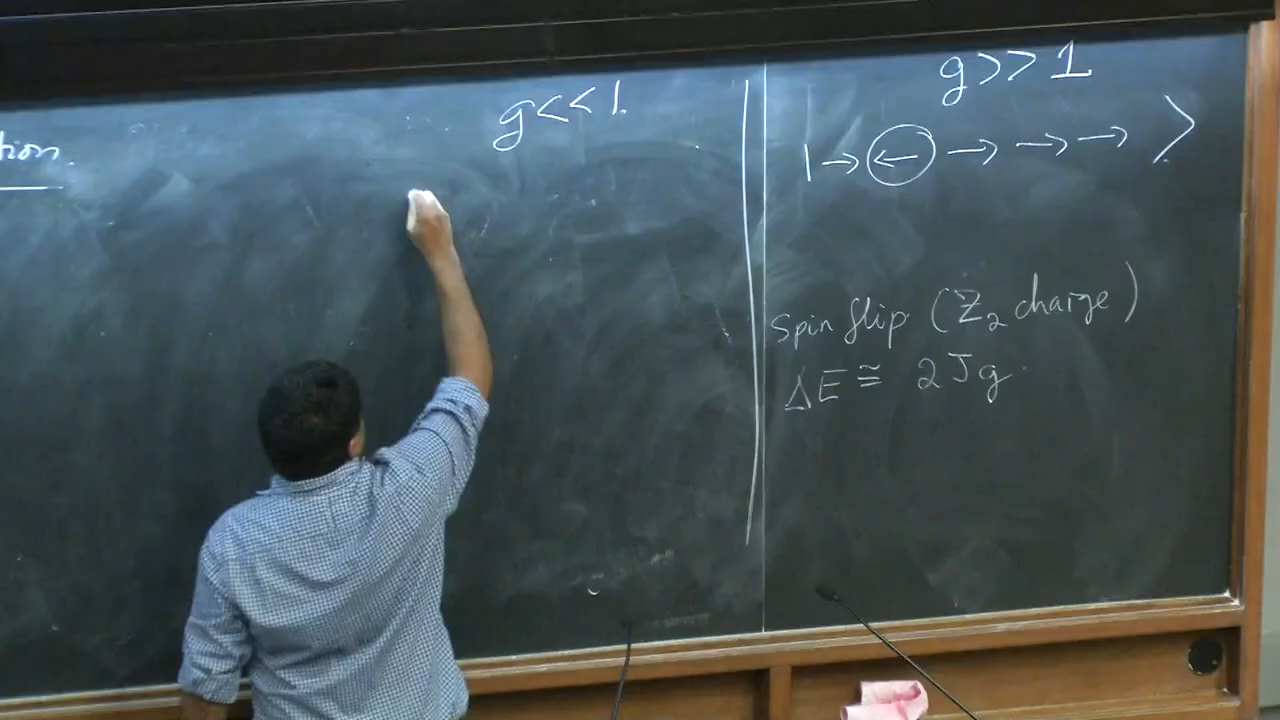 g<<1.
g>>1
|→ ← → → → >
Spin flip (Z₂ charge)
ΔE ≅ 2Jg.